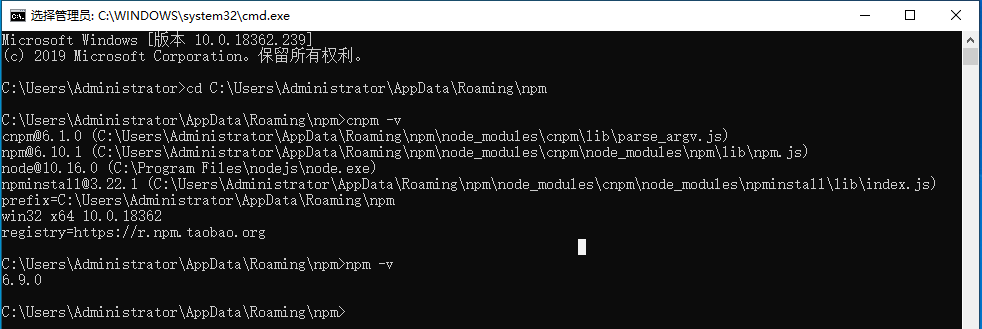 选择管理员: C:\WINDOWS\system32\cmd.exe
Microsoft Windows [版本 10.0.18362.239]
(c) 2019 Microsoft Corporation。保留所有权利。
C:\Users\Administrator>cd C:\Users\Administrator\AppData\Roaming\npm
C:\Users\Administrator\AppData\Roaming\npm>cnpm -v
cnpm@6.1.0 (C:\Users\Administrator\AppData\Roaming\npm\node_modules\cnpm\lib\parse_argv.js)
npm@6.10.1 (C:\Users\Administrator\AppData\Roaming\npm\node_modules\cnpm\node_modules\npm\lib\npm.js)
node@10.16.0 (C:\Program Files\nodejs\node.exe)
npminstall@3.22.1 (C:\Users\Administrator\AppData\Roaming\npm\node_modules\cnpm\node_modules\npminstall\lib\index.js)
prefix=C:\Users\Administrator\AppData\Roaming\npm
win32 x64 10.0.18362
registry=https://r.npm.taobao.org
C:\Users\Administrator\AppData\Roaming\npm>npm -v
6.9.0
C:\Users\Administrator\AppData\Roaming\npm>